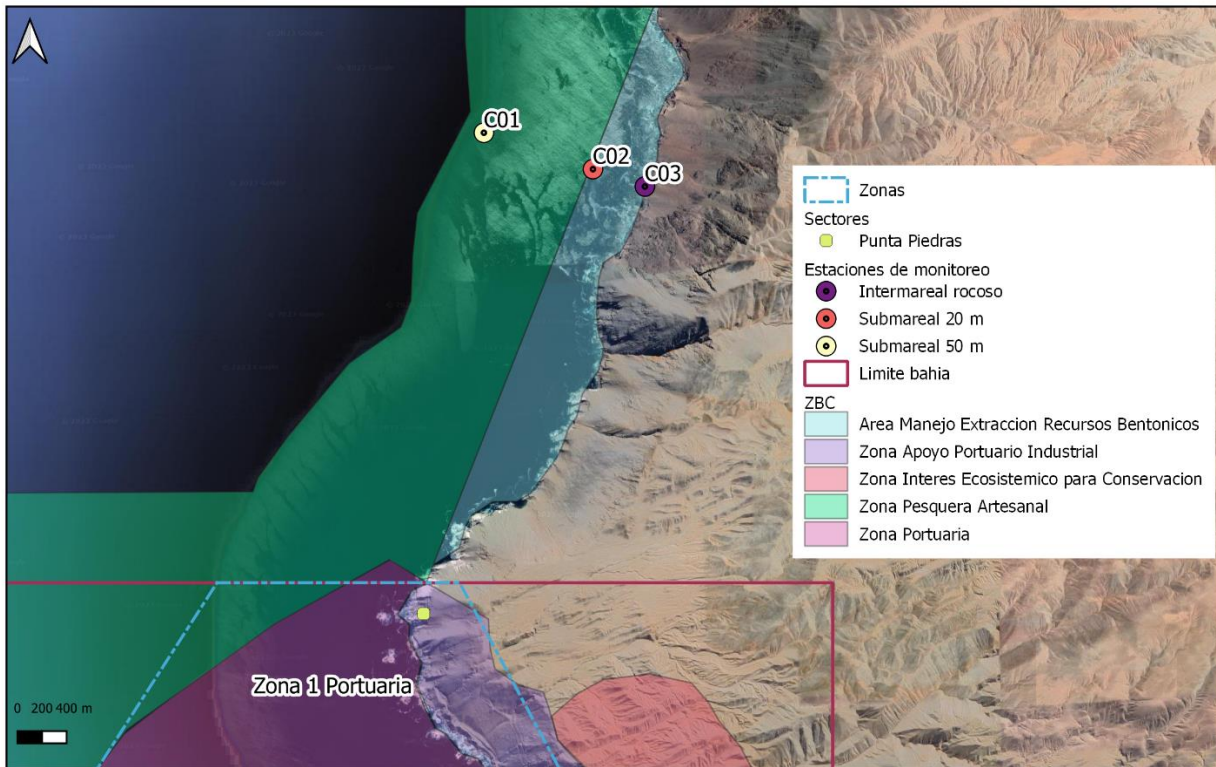 C01
C02
C03
Zonas
Sectores
Punta Piedras
Estaciones de monitoreo
Intermareal rocoso
Submareal 20 m
Submareal 50 m
Limite bahia
ZBC
Area Manejo Extraccion Recursos Bentonicos
Zona Apoyo Portuario Industrial
Zona Interes Ecosistemico para Conservacion
Zona Pesquera Artesanal
Zona Portuaria
Zona 1 Portuaria
0 200 400 m